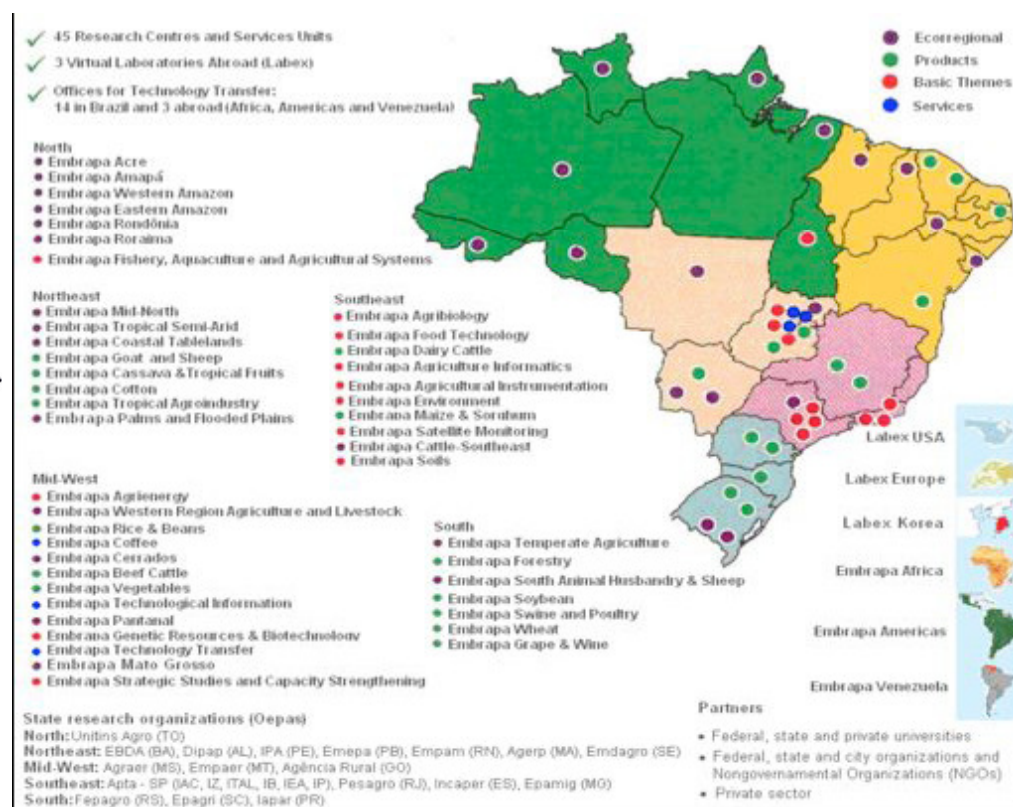 45 Research Centres and Services Units
3 Virtual Laboratories Abroad (Labex)
Offices for Technology Transfer:
14 in Brazil and 3 abroad (Africa, Americas and Venezuela)
Ecorregional
Products
Basic Themes
Services
North
Embrapa Acre
Embrapa Amapá
Embrapa Western Amazon
Embrapa Eastern Amazon
Embrapa Rondônia
Embrapa Roraima
Embrapa Fishery, Aquaculture and Agricultural Systems
Northeast
Embrapa Mid-North
Embrapa Tropical Semi-Arid
Embrapa Coastal Tablelands
Embrapa Goat and Sheep
Embrapa Cassava &Tropical Fruits
Embrapa Cotton
Embrapa Tropical Agroindustry
Embrapa Palms and Flooded Plains
Southeast
Embrapa Agribiology
Embrapa Food Technology
Embrapa Dairy Cattle
Embrapa Agriculture Informatics
Embrapa Agricultural Instrumentation
Embrapa Environment
Embrapa Maize & Sorghum
Embrapa Satellite Monitoring
Embrapa Cattle-Southeast
Embrapa Soils
Mid-West
Embrapa Agrienergy
Embrapa Western Region Agriculture and Livestock
Embrapa Rice & Beans
Embrapa Coffee
Embrapa Cerrados
Embrapa Beef Cattle
Embrapa Vegetables
Embrapa Technological Information
Embrapa Pantanal
Embrapa Genetic Resources & Biotechnology
Embrapa Technology Transfer
Embrapa Mato Grosso
Embrapa Strategic Studies and Capacity Strengthening
South
Embrapa Temperate Agriculture
Embrapa Forestry
Embrapa South Animal Husbandry & Sheep
Embrapa Soybean
Embrapa Swine and Poultry
Embrapa Wheat
Embrapa Grape & Wine
Labex USA
Labex Europe
Labex Korea
Embrapa Africa
Embrapa Americas
Embrapa Venezuela
State research organizations (Oepas)
North:Unitins Agro (TO)
Northeast: EBDA (BA), Dipap (AL), IPA (PE), Emepa (PB), Empam (RN), Agerp (MA), Emdagro (SE)
Mid-West: Agraer (MS), Empaer (MT), Agência Rural (GO)
Southeast: Apta - SP (IAC, IZ, ITAL, IB, IEA, IP), Pesagro (RJ), Incaper (ES), Epamig (MG)
South:Fepagro (RS), Epagri (SC), Iapar (PR)
Partners
Federal, state and private universities
Federal, state and city organizations and
Nongovernamental Organizations (NGOs)
Private sector